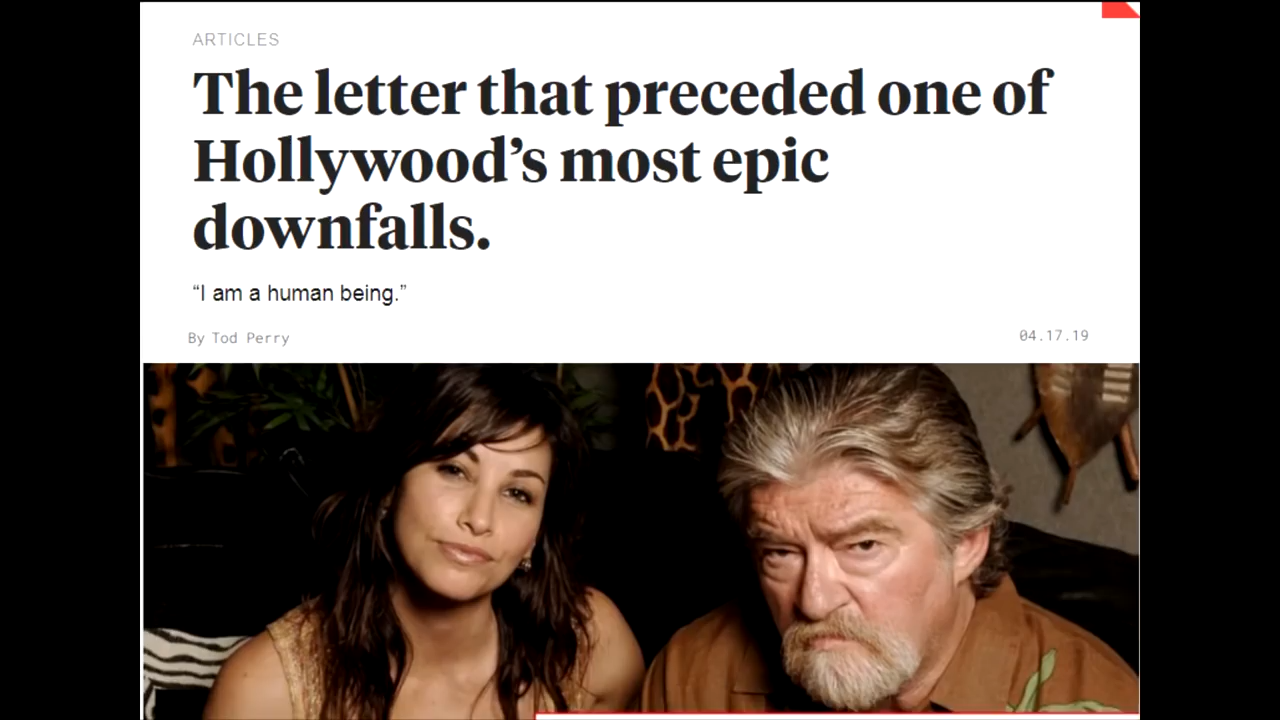 ARTICLES
The letter that preceded one of
Hollywood’s most epic
downfalls.
“I am a human being.”
By Tod Perry
04.17.19